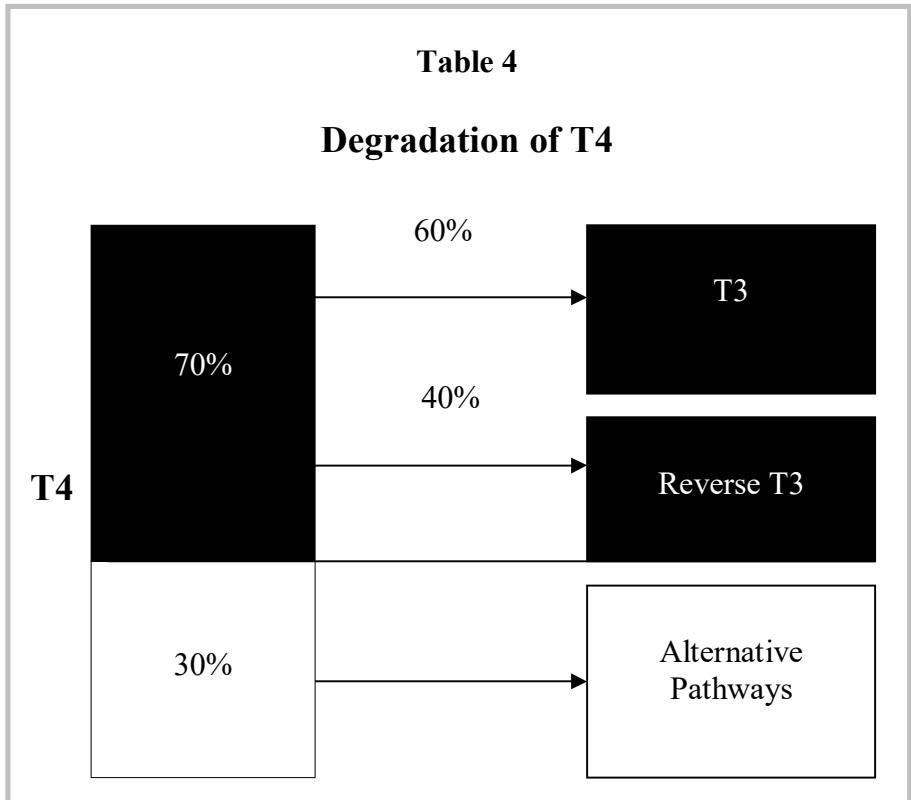 Table 4
Degradation of T4
60%
T3
70%
40%
T4
Reverse T3
30%
Alternative
Pathways